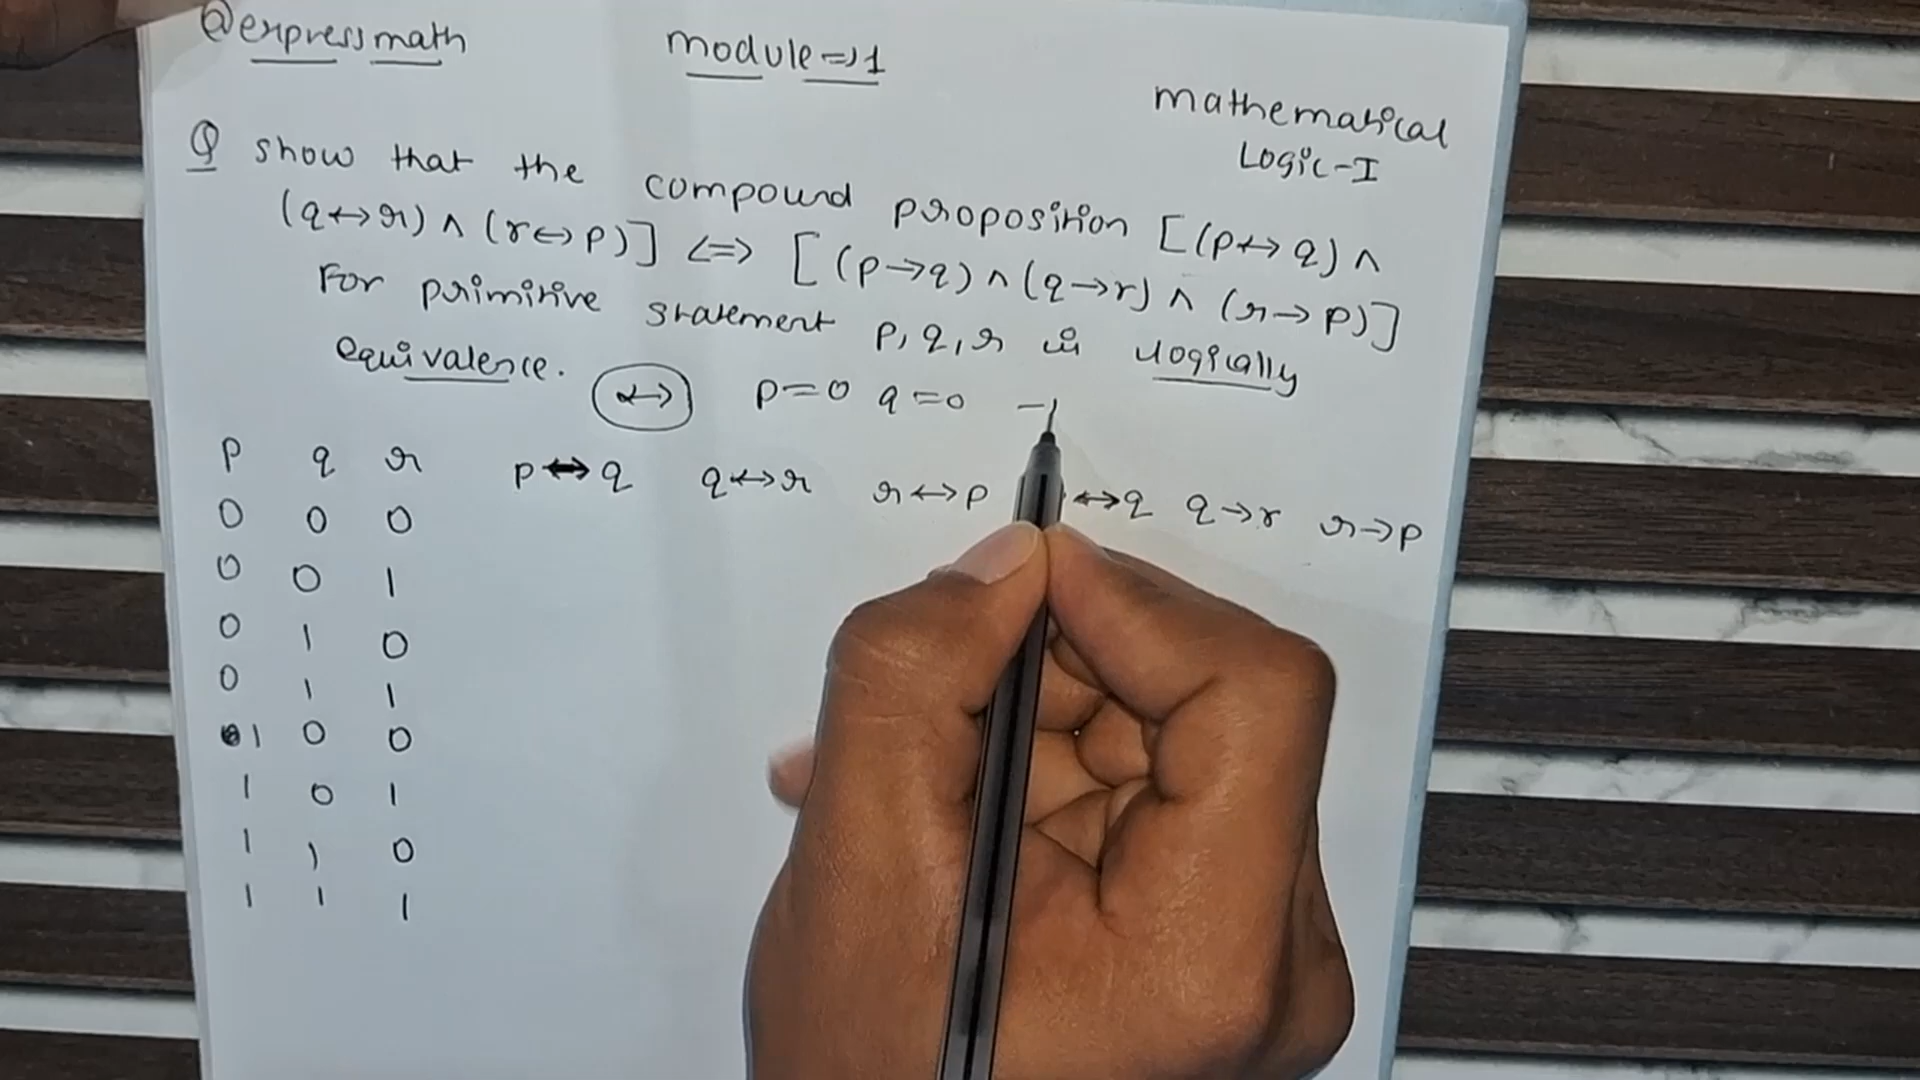 @expressmath
module=>1
mathematical
Logic-I
Q show that the compound proposition [(p↔q) ∧
(q↔r) ∧ (r↔p)] <=> [(p→q) ∧ (q→r) ∧ (r→p)]
For primitive statement p, q, r is logically
equivalence.
↔ p=0 q=0 -1
p q r p↔q q↔r r↔p ↔q q→r r→p
0 0 0
0 0 1
0 1 0
0 1 1
1 0 0
1 0 1
1 1 0
1 1 1